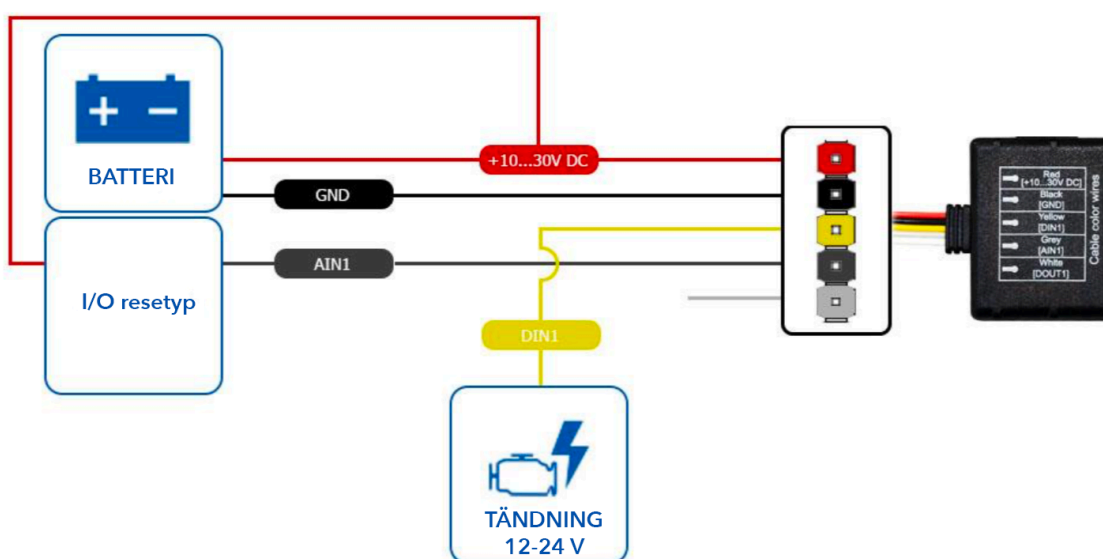 BATTERI
+10...30V DC
GND
AIN1
I/O resetyp
DIN1
TÄNDNING
12-24 V
Red
[+10...30V DC]
Black
[GND]
Yellow
[DIN1]
Grey
[AIN1]
White
[DOUT1]
Cable color wires